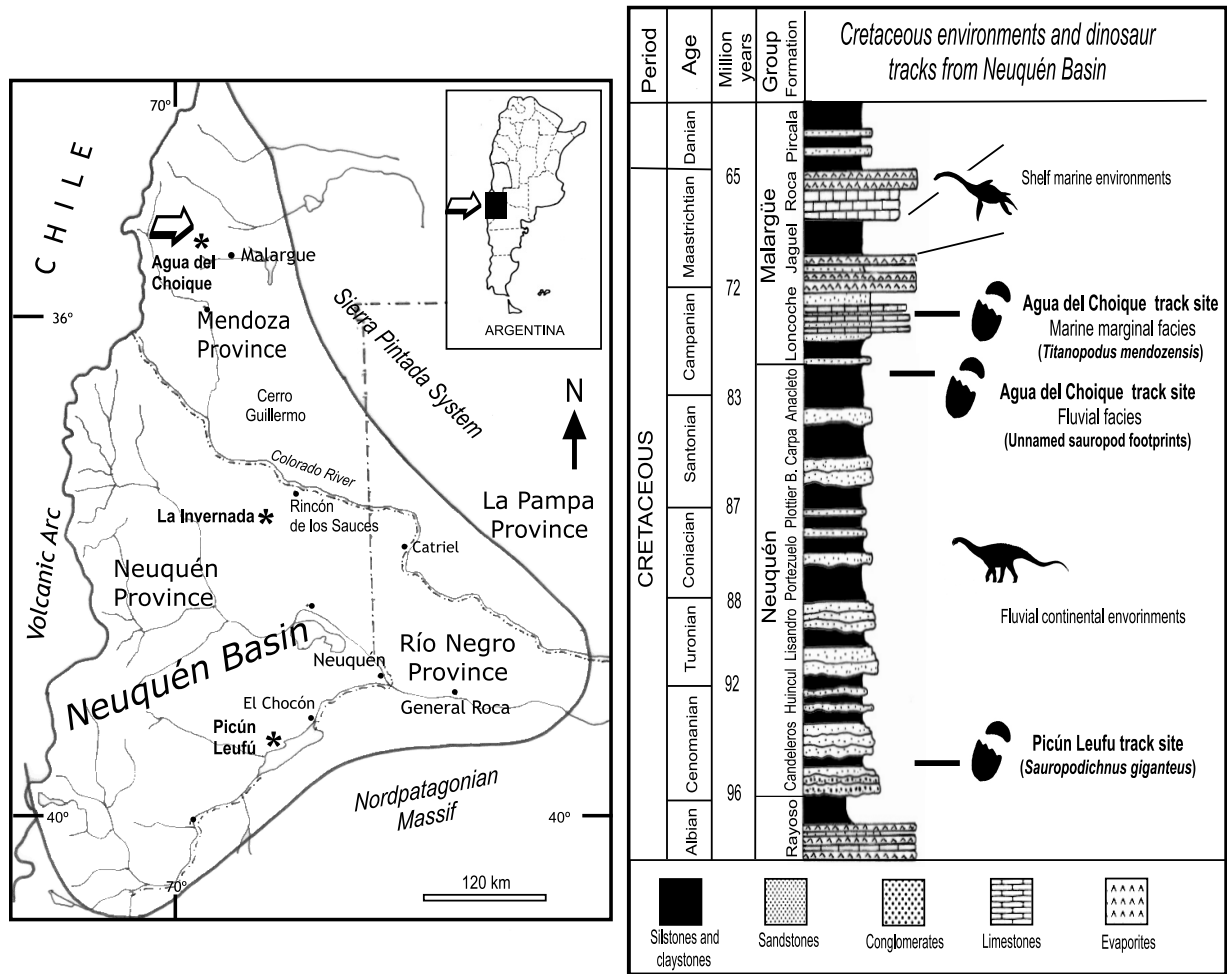 70°
CHILE
Agua del
Choique
Malargue
36°
Mendoza
Province
Sierra Pintada System
ARGENTINA
N
Cerro
Guillermo
Colorado River
La Invernada
Rincón
de los Sauces
La Pampa
Province
Catriel
Volcanic Arc
Neuquén
Province
Neuquén Basin
Neuquén
Río Negro
Province
General Roca
El Chocón
Picún
Leufú
Nordpatagonian
Massif
40°
40°
70°
120 km
Period
Age
Million
years
Group
Formation
Cretaceous environments and dinosaur
tracks from Neuquén Basin
CRETACEOUS
Danian
Maastrichtian
Campanian
Santonian
Coniacian
Turonian
Cenomanian
Albian
65
72
83
87
88
92
96
Malargüe
Neuquén
Pircala
Roca
Jaguel
Loncoche
Anacleto
B. Carpa
Plottier
Portezuelo
Lisandro
Huincul
Candeleros
Rayoso
Shelf marine environments
Agua del Choique track site
Marine marginal facies
(Titanopodus mendozensis)
Agua del Choique track site
Fluvial facies
(Unnamed sauropod footprints)
Fluvial continental envorinments
Picún Leufu track site
(Sauropodichnus giganteus)
Silstones and
claystones
Sandstones
Conglomerates
Limestones
Evaporites